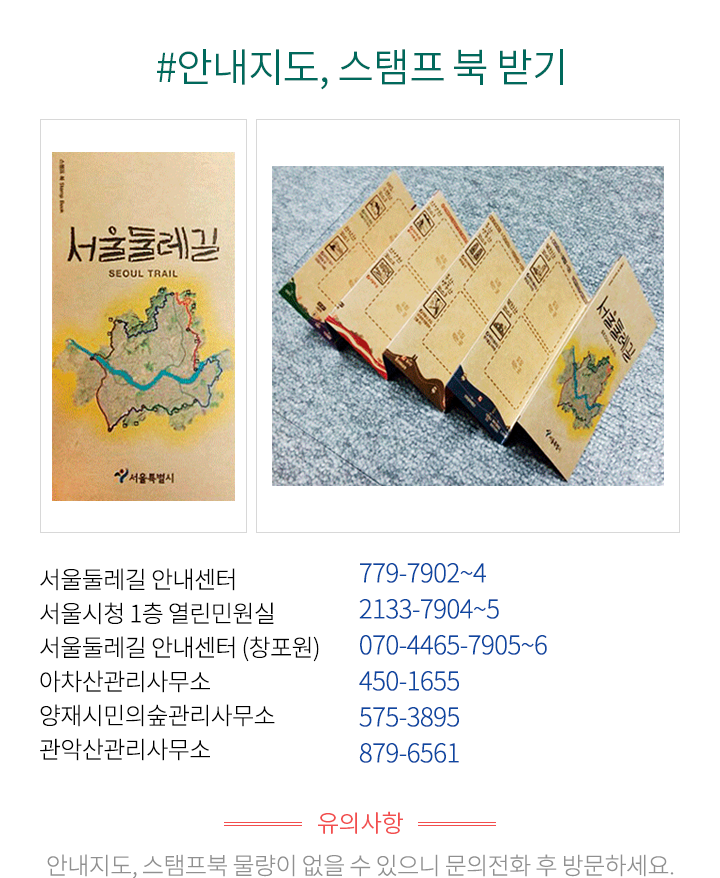 #안내지도, 스탬프 북 받기
스탬프 북 Stamp Book
서울둘레길
SEOUL TRAIL
서울특별시
서울둘레길
서울둘레길 안내센터 779-7902~4
서울시청 1층 열린민원실 2133-7904~5
서울둘레길 안내센터 (창포원) 070-4465-7905~6
아차산관리사무소 450-1655
양재시민의숲관리사무소 575-3895
관악산관리사무소 879-6561
유의사항
안내지도, 스탬프북 물량이 없을 수 있으니 문의전화 후 방문하세요.